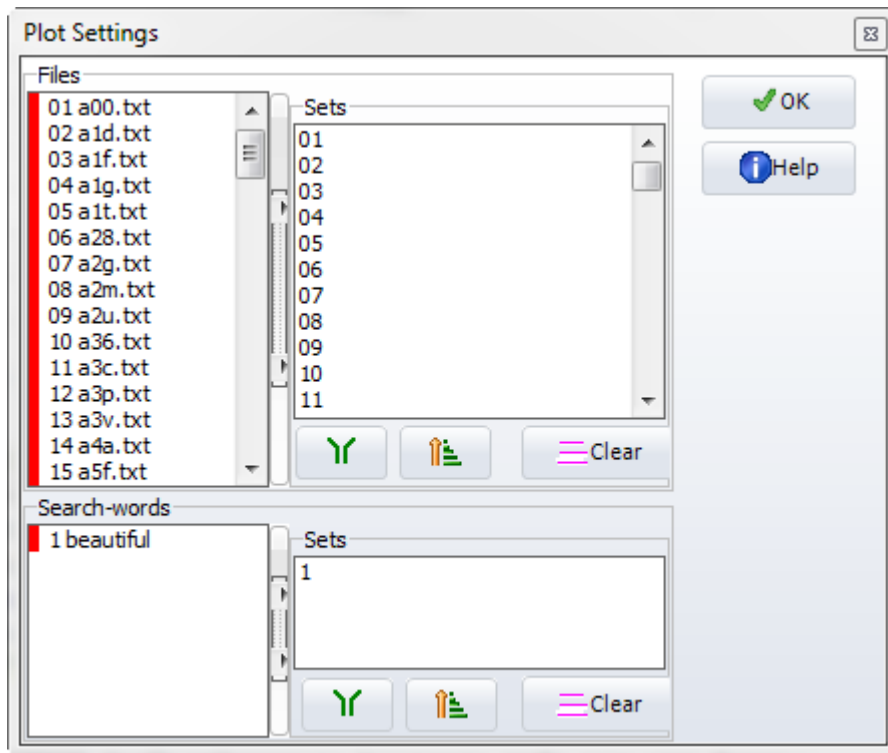 Plot Settings
Files
01 a00.txt
02 a1d.txt
03 a1f.txt
04 a1g.txt
05 a1t.txt
06 a28.txt
07 a2g.txt
08 a2m.txt
09 a2u.txt
10 a36.txt
11 a3c.txt
12 a3p.txt
13 a3v.txt
14 a4a.txt
15 a5f.txt
Sets
01
02
03
04
05
06
07
08
09
10
11
Clear
OK
Help
Search-words
1 beautiful
Sets
1
Clear